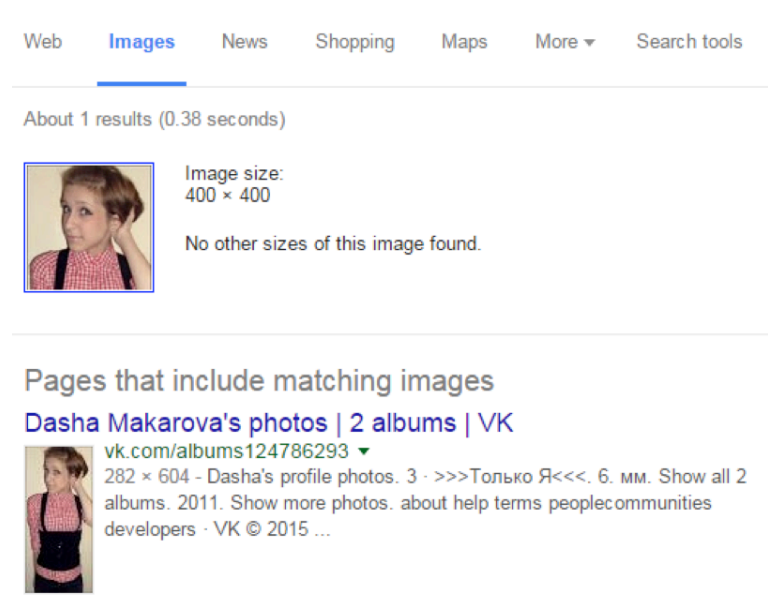 Web Images News Shopping Maps More Search tools
About 1 results (0.38 seconds)
Image size:
400 × 400
No other sizes of this image found.
Pages that include matching images
Dasha Makarova's photos | 2 albums | VK
vk.com/albums124786293
282 × 604 - Dasha's profile photos. 3 · >>>Только Я<<<. 6. мм. Show all 2
albums. 2011. Show more photos. about help terms peoplecommunities
developers · VK © 2015 ...